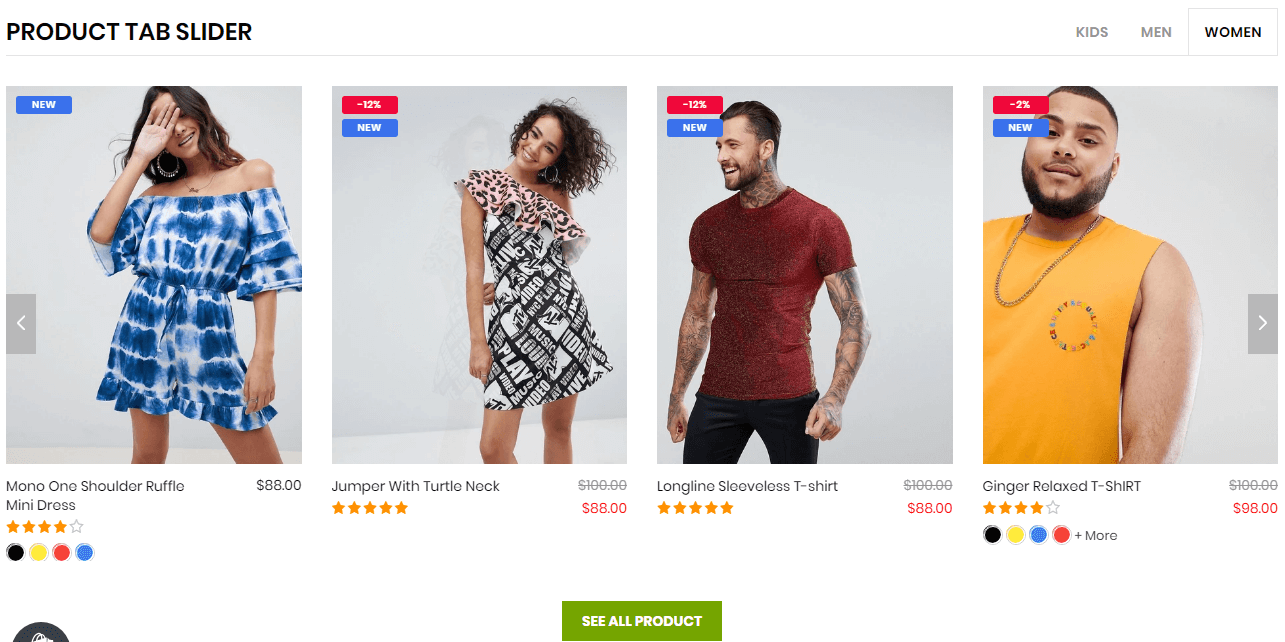 PRODUCT TAB SLIDER
KIDS MEN WOMEN
NEW
-12%
NEW
-12%
NEW
-2%
NEW
Mono One Shoulder Ruffle
Mini Dress
$88.00
Jumper With Turtle Neck
$100.00
$88.00
Longline Sleeveless T-shirt
$100.00
$88.00
Ginger Relaxed T-ShIRT
$100.00
$98.00
+ More
SEE ALL PRODUCT